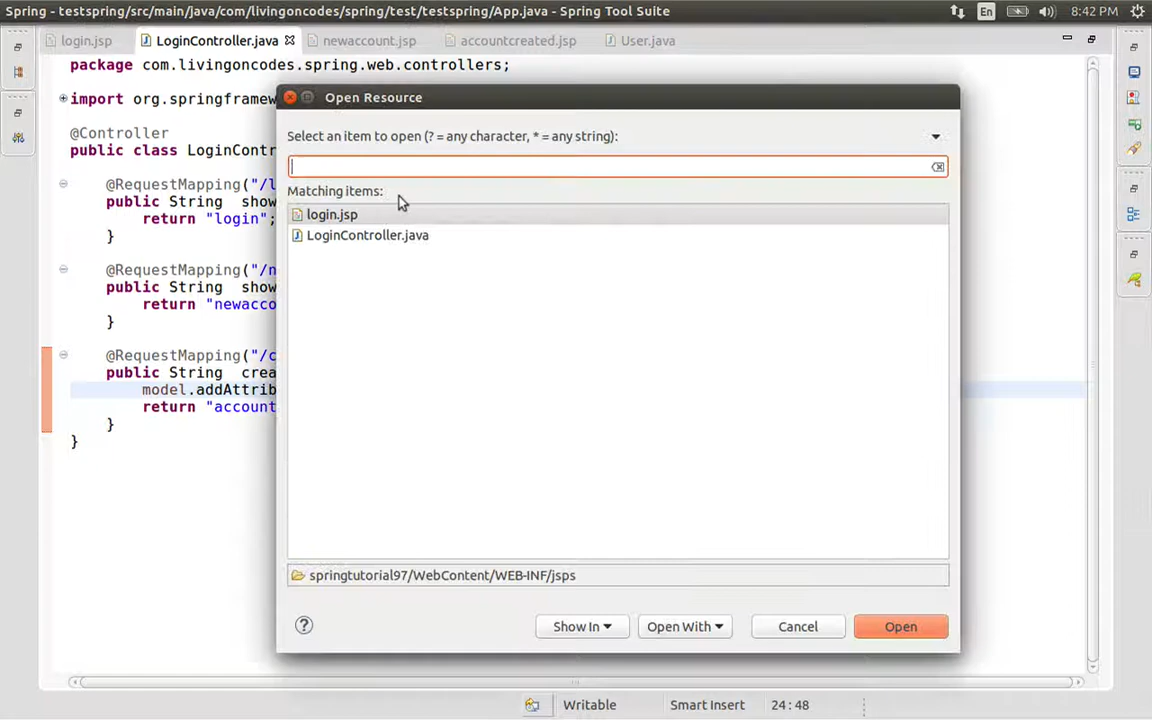 Spring - testspring/src/main/java/com/livingoncodes/spring/test/testspring/App.java - Spring Tool Suite
En
8:42 PM
login.jsp
LoginController.java
newaccount.jsp
accountcreated.jsp
User.java
package com.livingoncodes.spring.web.controllers;
import org.springframew
@Controller
public class LoginContr
@RequestMapping("/l
public String show
return "login";
}
@RequestMapping("/n
public String show
return "newacco
}
@RequestMapping("/c
public String crea
model.addAttrib
return "account
}
}
Open Resource
Select an item to open (? = any character, * = any string):
Matching items:
login.jsp
LoginController.java
springtutorial97/WebContent/WEB-INF/jsps
?
Show In
Open With
Cancel
Open
Writable
Smart Insert
24 : 48